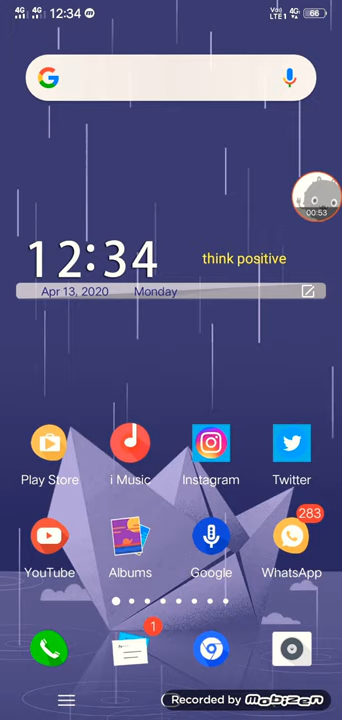 4G 4G 12:34 Vo) LTE1 4G 66
00:53
12:34
think positive
Apr 13, 2020 Monday
Play Store i Music Instagram Twitter
283
YouTube Albums Google WhatsApp
1
Recorded by mobizen